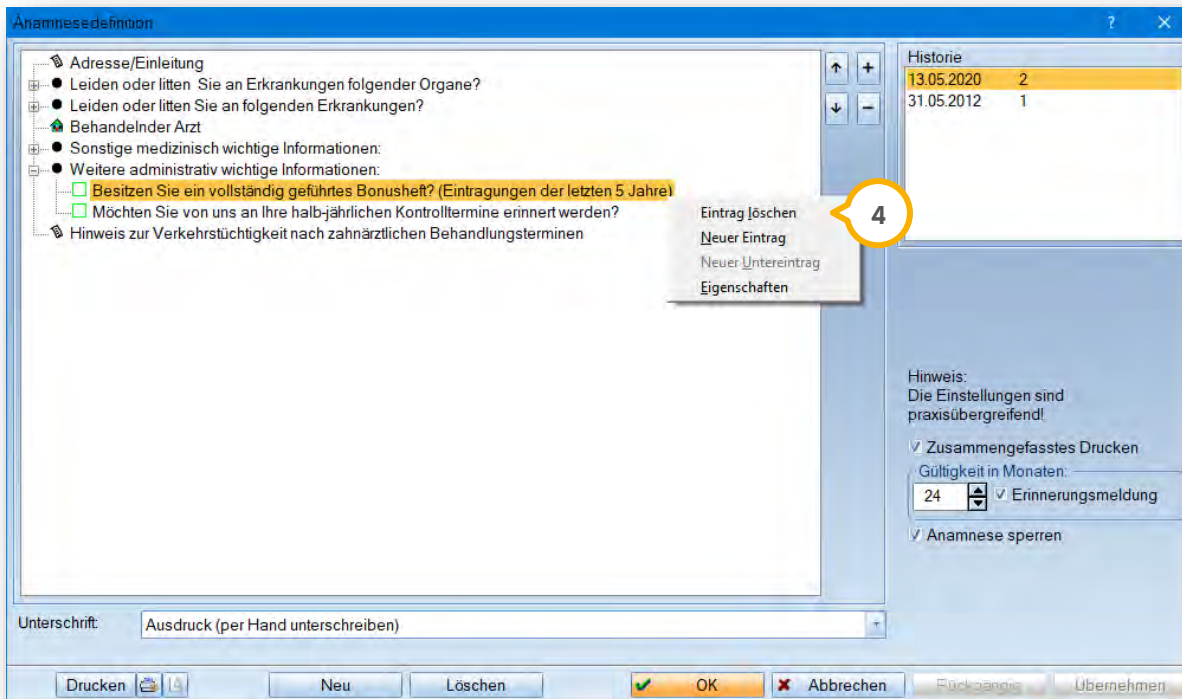 Anamnesedefinition
?
Adresse/Einleitung
Leiden oder litten Sie an Erkrankungen folgender Organe?
Leiden oder litten Sie an folgenden Erkrankungen?
Behandelnder Arzt
Sonstige medizinisch wichtige Informationen:
Weitere administrativ wichtige Informationen:
Besitzen Sie ein vollständig geführtes Bonusheft? (Eintragungen der letzten 5 Jahre)
Möchten Sie von uns an Ihre halb-jährlichen Kontrolltermine erinnert werden?
Hinweis zur Verkehrstüchtigkeit nach zahnärztlichen Behandlungsterminen
Eintrag löschen
Neuer Eintrag
Neuer Untereintrag
Eigenschaften
4
Historie
13.05.2020 2
31.05.2012 1
Hinweis:
Die Einstellungen sind
praxisübergreifend!
Zusammengefasstes Drucken
Gültigkeit in Monaten:
24 Erinnerungsmeldung
Anamnese sperren
Unterschrift: Ausdruck (per Hand unterschreiben)
Drucken Neu Löschen OK Abbrechen Rückgängig Übernehmen